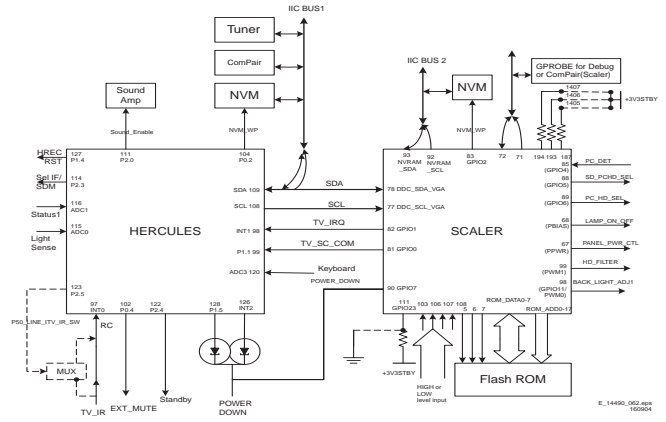 IIC BUS1
Tuner
ComPair
NVM
Sound
Amp
Sound_Enable
NVM_WP
IIC BUS 2
NVM
NVM_WP
GPROBE for Debug
or ComPair(Scaler)
1407
1406
1405
+3V3STBY
HREC
RST
127
P1.4
111
P2.0
104
P0.2
Sel IF/
SDM
114
P2.3
Status1
116
ADC1
Light
Sense
115
ADC0
HERCULES
SDA 109
SCL 108
INT1 98
P1.1 99
ADC3 120
123
P2.5
97
INT0
102
P0.4
122
P2.4
128
P1.5
126
INT2
SDA
SCL
TV_IRQ
TV_SC_COM
Keyboard
POWER_DOWN
93
NVRAM
_SDA
92
NVRAM
_SCL
83
GPIO2
72
71
194
193
187
78 DDC_SDA_VGA
77 DDC_SCL_VGA
82 GPIO1
81 GPIO0
90 GPIO7
SCALER
85
(GPIO4)
88
(GPIO5)
89
(GPIO6)
68
(PBIAS)
67
(PPWR)
99
(PWM1)
98
(GPIO11/
PWM0)
PC_DET
SD_PCHD_SEL
PC_HD_SEL
LAMP_ON_OFF
PANEL_PWR_CTL
HD_FILTER
BACK_LIGHT_ADJ1
111
GPIO23
103
106
107
108
5
6
7
ROM_DATA0-7
ROM_ADD0-17
P50_LINE_ITV_IR_SW
RC
MUX
TV_IR
EXT_MUTE
Standby
POWER
DOWN
+3V3STBY
HIGH or
LOW
level input
Flash ROM
E_14490_062.eps
160904